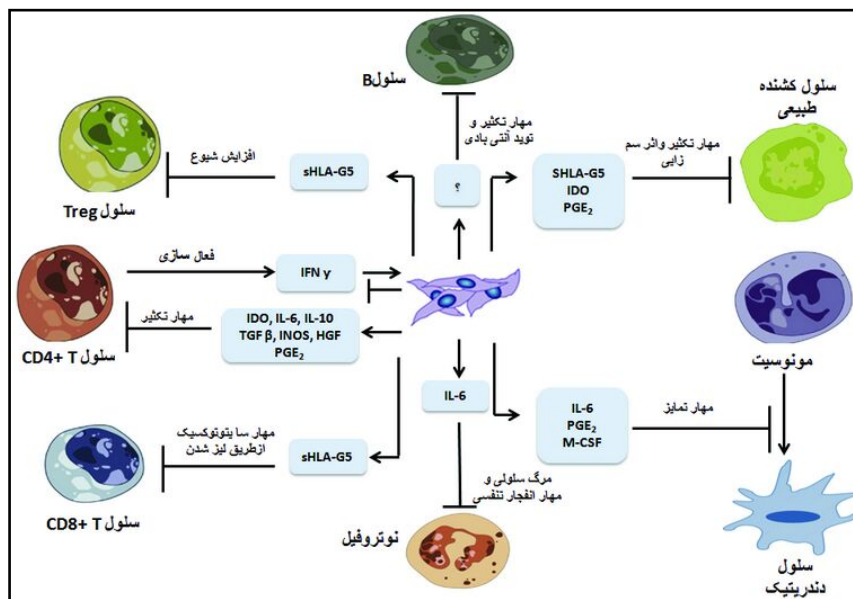 سلولB
سلول کشنده
طبیعی
مهار تکثیر و
توید آنتی بادی
مهار تکثیر واثر سم
زایی
افزایش شیوع
sHLA-G5
؟
SHLA-G5
IDO
PGE₂
سلول Treg
فعال سازی
IFN γ
مهار تکثیر
IDO, IL-6, IL-10
TGF β, INOS, HGF
PGE₂
سلول CD4+ T
مونوسیت
IL-6
IL-6
PGE₂
M-CSF
مهار تمایز
مهار سا یتوتوکسیک
ازطریق لیز شدن
sHLA-G5
مرگ سلولی و
مهار انفجار تنفسی
سلول CD8+ T
نوتروفیل
سلول
دندریتیک